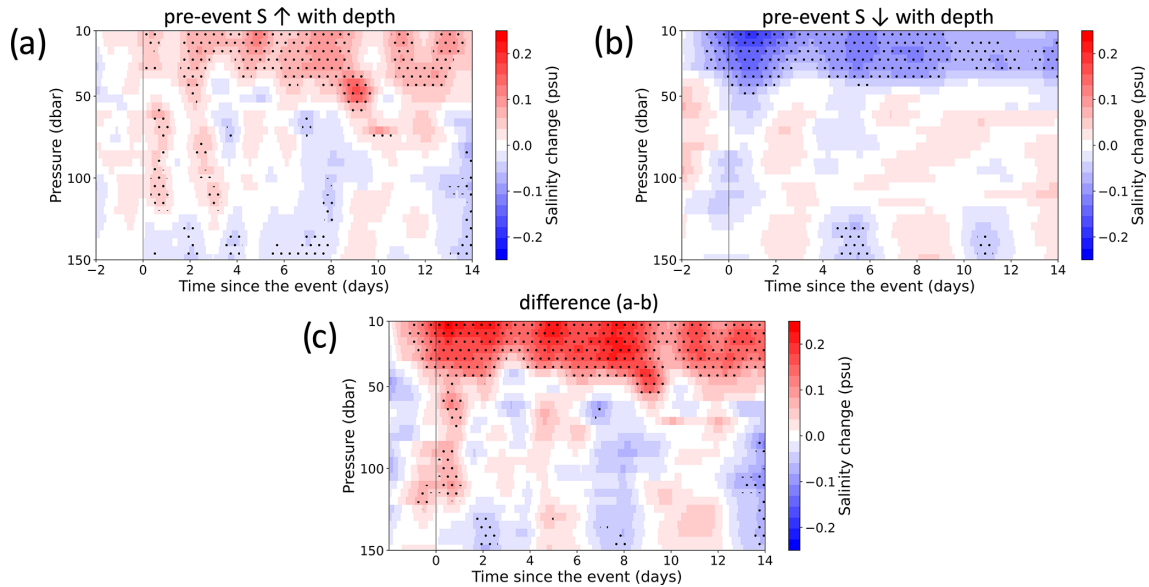 pre-event S ↑ with depth
(a)
10
50
100
150
Pressure (dbar)
−2 0 2 4 6 8 10 12 14
Time since the event (days)
0.2
0.1
0.0
−0.1
−0.2
Salinity change (psu)
pre-event S ↓ with depth
(b)
10
50
100
150
Pressure (dbar)
−2 0 2 4 6 8 10 12 14
Time since the event (days)
0.2
0.1
0.0
−0.1
−0.2
Salinity change (psu)
difference (a-b)
(c)
10
50
100
150
Pressure (dbar)
0 2 4 6 8 10 12 14
Time since the event (days)
0.2
0.1
0.0
−0.1
−0.2
Salinity change (psu)